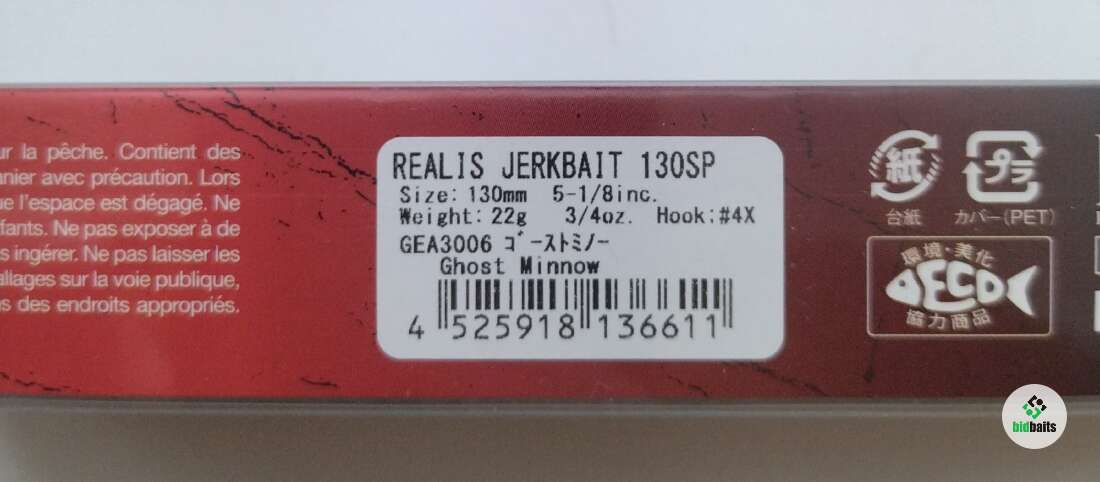 ur la pêche. Contient des
anier avec précaution. Lors
ue l'espace est dégagé. Ne
fants. Ne pas exposer à de
s ingérer. Ne pas laisser les
allages sur la voie publique,
s des endroits appropriés.
REALIS JERKBAIT 130SP
Size: 130mm 5-1/8inc.
Weight: 22g 3/4oz. Hook:#4X
GEA3006 ゴーストミノー
Ghost Minnow
4 525918 136611
紙
台紙
プラ
カバー(PET)
環境・美化
ECO
協力商品
bidbaits